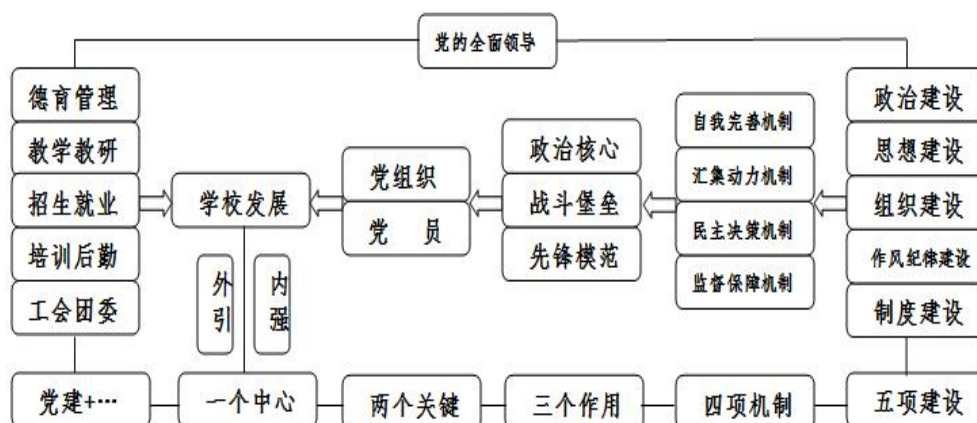 党的全面领导
德育管理
教学教研
招生就业
培训后勤
工会团委
学校发展
外引
内强
党组织
党 员
政治核心
战斗堡垒
先锋模范
自我完善机制
汇集动力机制
民主决策机制
监督保障机制
政治建设
思想建设
组织建设
作风纪律建设
制度建设
党建+…
一个中心
两个关键
三个作用
四项机制
五项建设